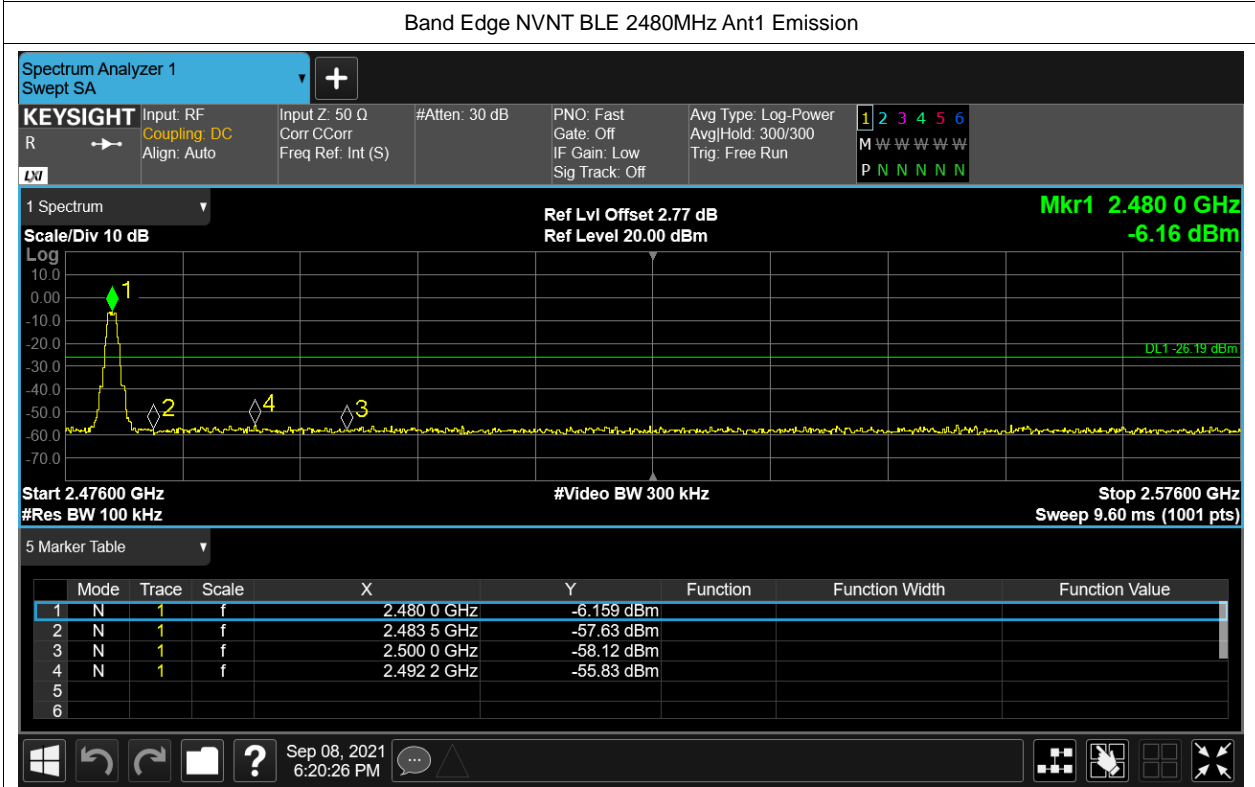 Band Edge NVNT BLE 2480MHz Ant1 Emission
Spectrum Analyzer 1
Swept SA
+
KEYSIGHT
R
LXI
Input: RF
Coupling: DC
Align: Auto
Input Z: 50 Ω
Corr CCorr
Freq Ref: Int (S)
#Atten: 30 dB
PNO: Fast
Gate: Off
IF Gain: Low
Sig Track: Off
Avg Type: Log-Power
Avg|Hold: 300/300
Trig: Free Run
1 2 3 4 5 6
M W W W W W
P N N N N N
1 Spectrum
Scale/Div 10 dB
Ref Lvl Offset 2.77 dB
Ref Level 20.00 dBm
Mkr1 2.480 0 GHz
-6.16 dBm
Log
10.0
0.00
-10.0
-20.0
-30.0
-40.0
-50.0
-60.0
-70.0
1
2
4
3
DL1 -26.19 dBm
Start 2.47600 GHz
#Video BW 300 kHz
Stop 2.57600 GHz
#Res BW 100 kHz
Sweep 9.60 ms (1001 pts)
5 Marker Table
Mode Trace Scale X Y Function Function Width Function Value
1 N 1 f 2.480 0 GHz -6.159 dBm
2 N 1 f 2.483 5 GHz -57.63 dBm
3 N 1 f 2.500 0 GHz -58.12 dBm
4 N 1 f 2.492 2 GHz -55.83 dBm
5
6
?
Sep 08, 2021
6:20:26 PM